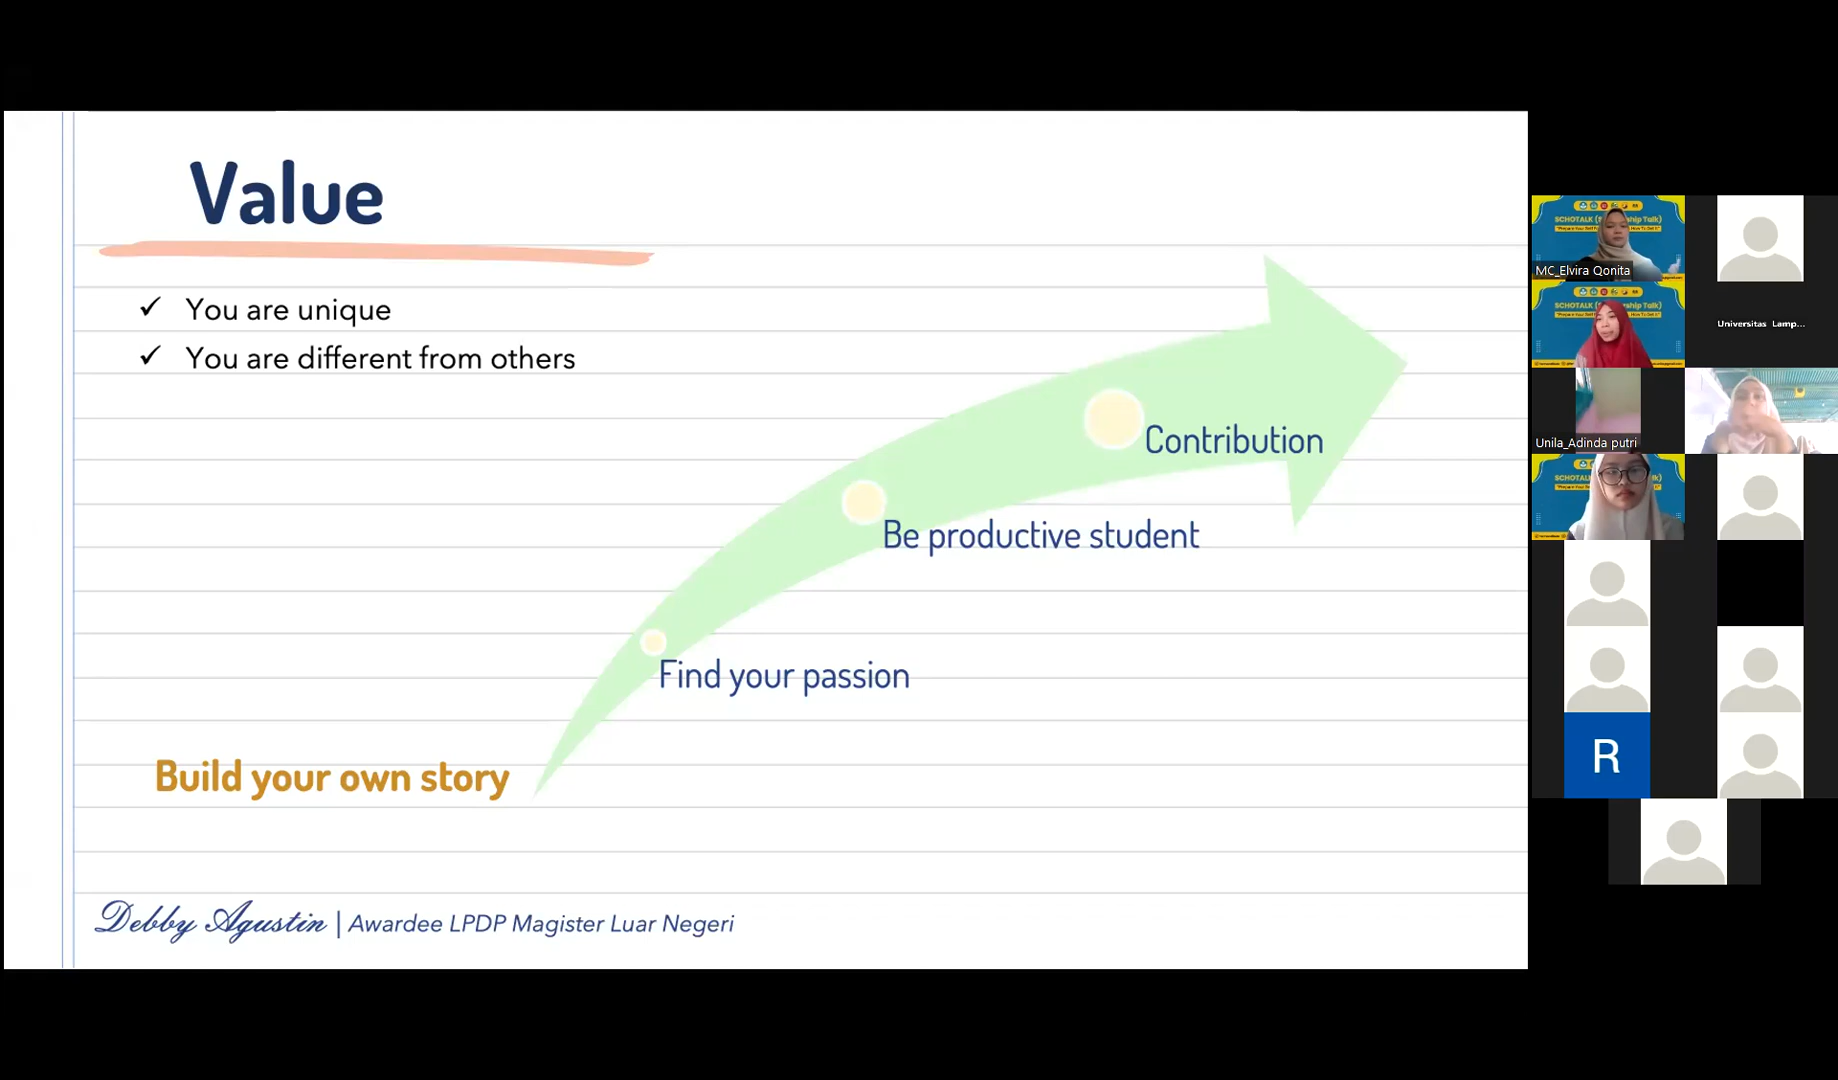 Value
✓ You are unique
✓ You are different from others
Contribution
Be productive student
Find your passion
Build your own story
Debby Agustin | Awardee LPDP Magister Luar Negeri
MC_Elvira Qonita
SCHOTALK
Universitas Lamp...
Unila_Adinda putri
R